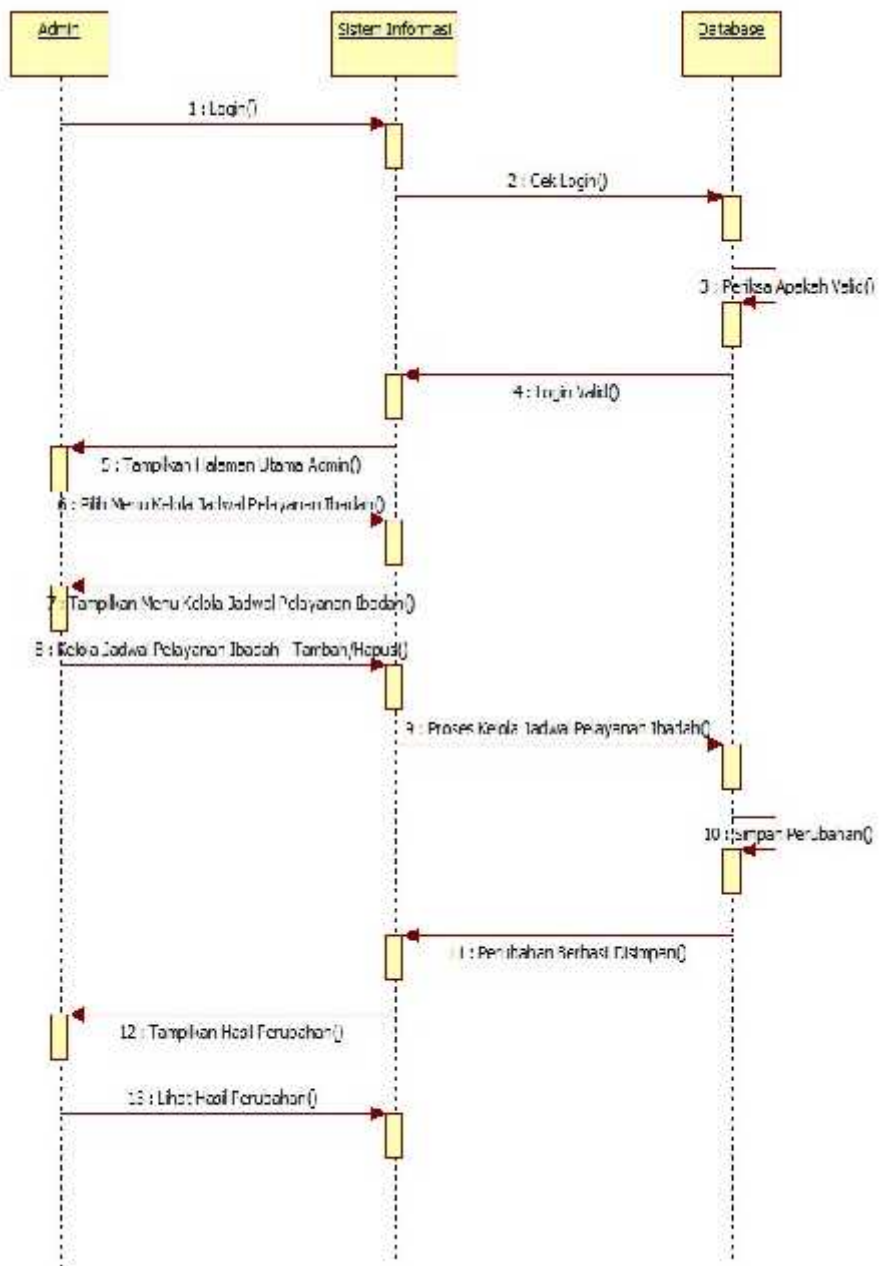 Admin
Sistem Informasi
Database
1 : Login()
2 : Cek Login()
3 : Periksa Apakah Valid()
4 : Login Valid()
5 : Tampilkan Halaman Utama Admin()
6 : Pilih Menu Kelola Jadwal Pelayanan Ibadah()
7 : Tampilkan Menu Kelola Jadwal Pelayanan Ibadah()
8 : Kelola Jadwal Pelayanan Ibadah Tambah/Hapus()
9 : Proses Kelola Jadwal Pelayanan Ibadah()
10 : Simpan Perubahan()
11 : Perubahan Berhasil Disimpan()
12 : Tampilkan Hasil Perubahan()
13 : Lihat Hasil Perubahan()